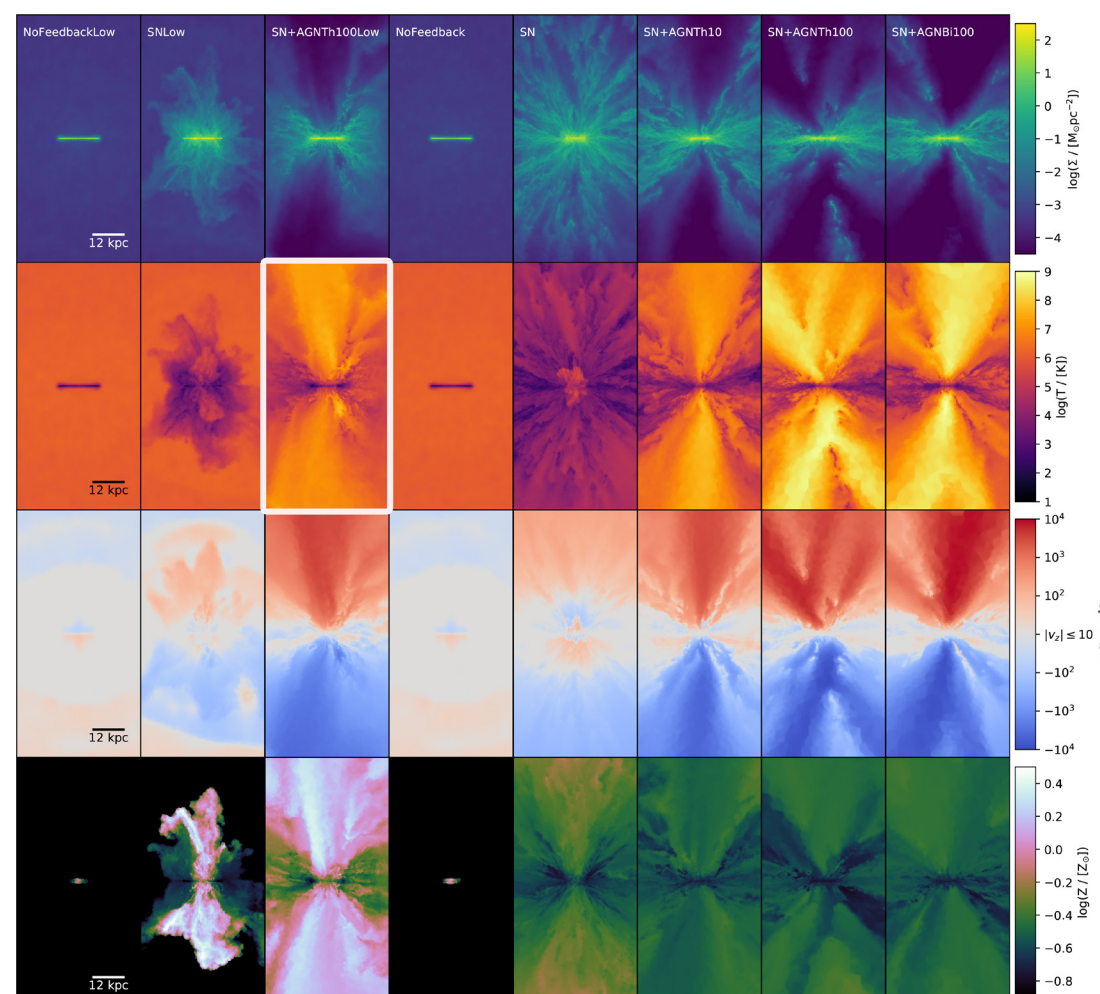 NoFeedbackLow
SNLow
SN+AGNTh100Low
NoFeedback
SN
SN+AGNTh10
SN+AGNTh100
SN+AGNBi100
12 kpc
2
1
0
−1
−2
−3
−4
log(Σ / [M⊙pc⁻²])
12 kpc
9
8
7
6
5
4
3
2
1
log(T / [K])
12 kpc
10⁴
10³
10²
|v_z| ≤ 10
−10²
−10³
−10⁴
12 kpc
0.4
0.2
0.0
−0.2
−0.4
−0.6
−0.8
log(Z / [Z⊙])